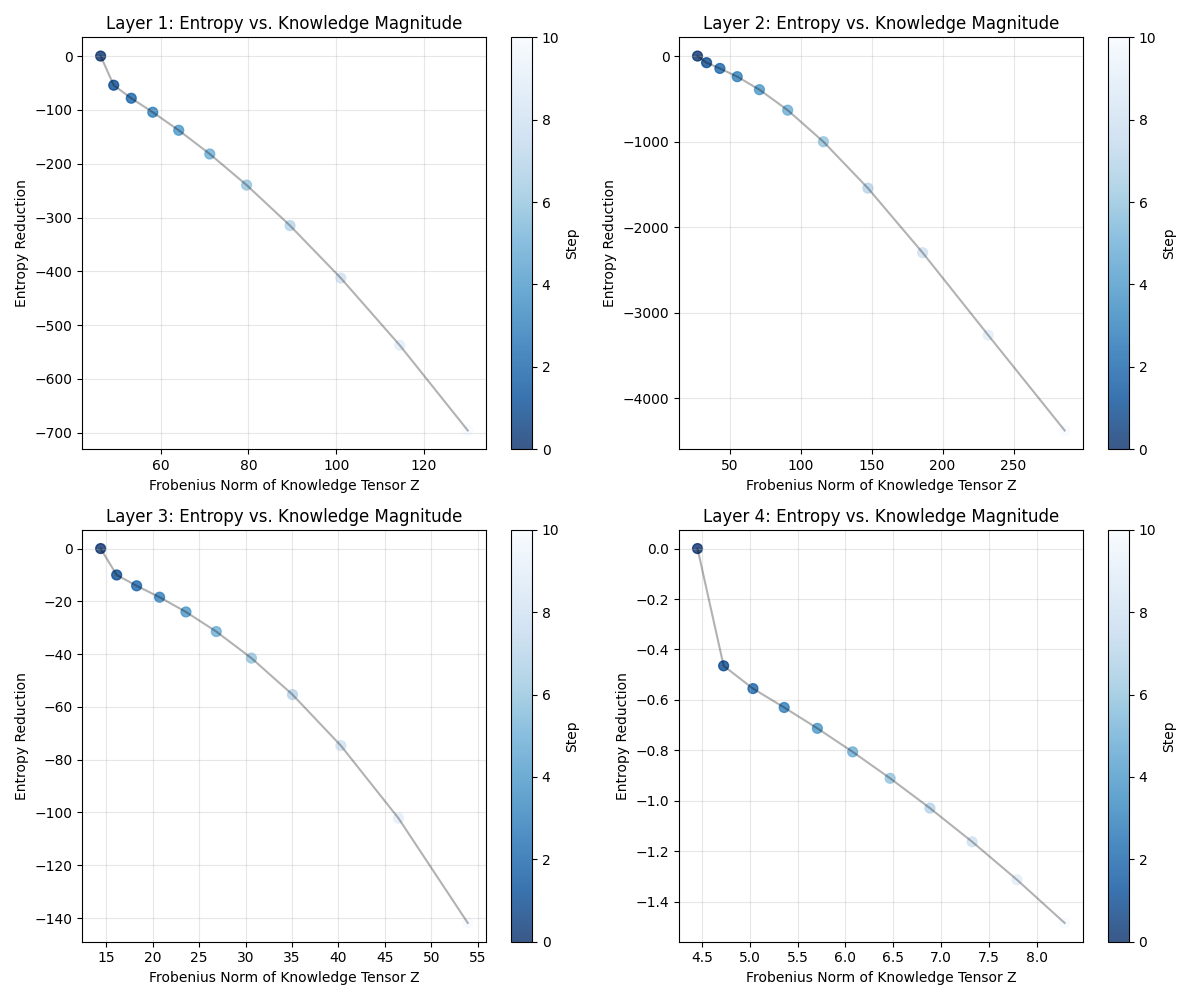 Layer 1: Entropy vs. Knowledge Magnitude
0
−100
−200
−300
−400
−500
−600
−700
Entropy Reduction
60 80 100 120
Frobenius Norm of Knowledge Tensor Z
10
8
6
4
2
0
Step
Layer 2: Entropy vs. Knowledge Magnitude
0
−1000
−2000
−3000
−4000
Entropy Reduction
50 100 150 200 250
Frobenius Norm of Knowledge Tensor Z
10
8
6
4
2
0
Step
Layer 3: Entropy vs. Knowledge Magnitude
0
−20
−40
−60
−80
−100
−120
−140
Entropy Reduction
15 20 25 30 35 40 45 50 55
Frobenius Norm of Knowledge Tensor Z
10
8
6
4
2
0
Step
Layer 4: Entropy vs. Knowledge Magnitude
0.0
−0.2
−0.4
−0.6
−0.8
−1.0
−1.2
−1.4
Entropy Reduction
4.5 5.0 5.5 6.0 6.5 7.0 7.5 8.0
Frobenius Norm of Knowledge Tensor Z
10
8
6
4
2
0
Step